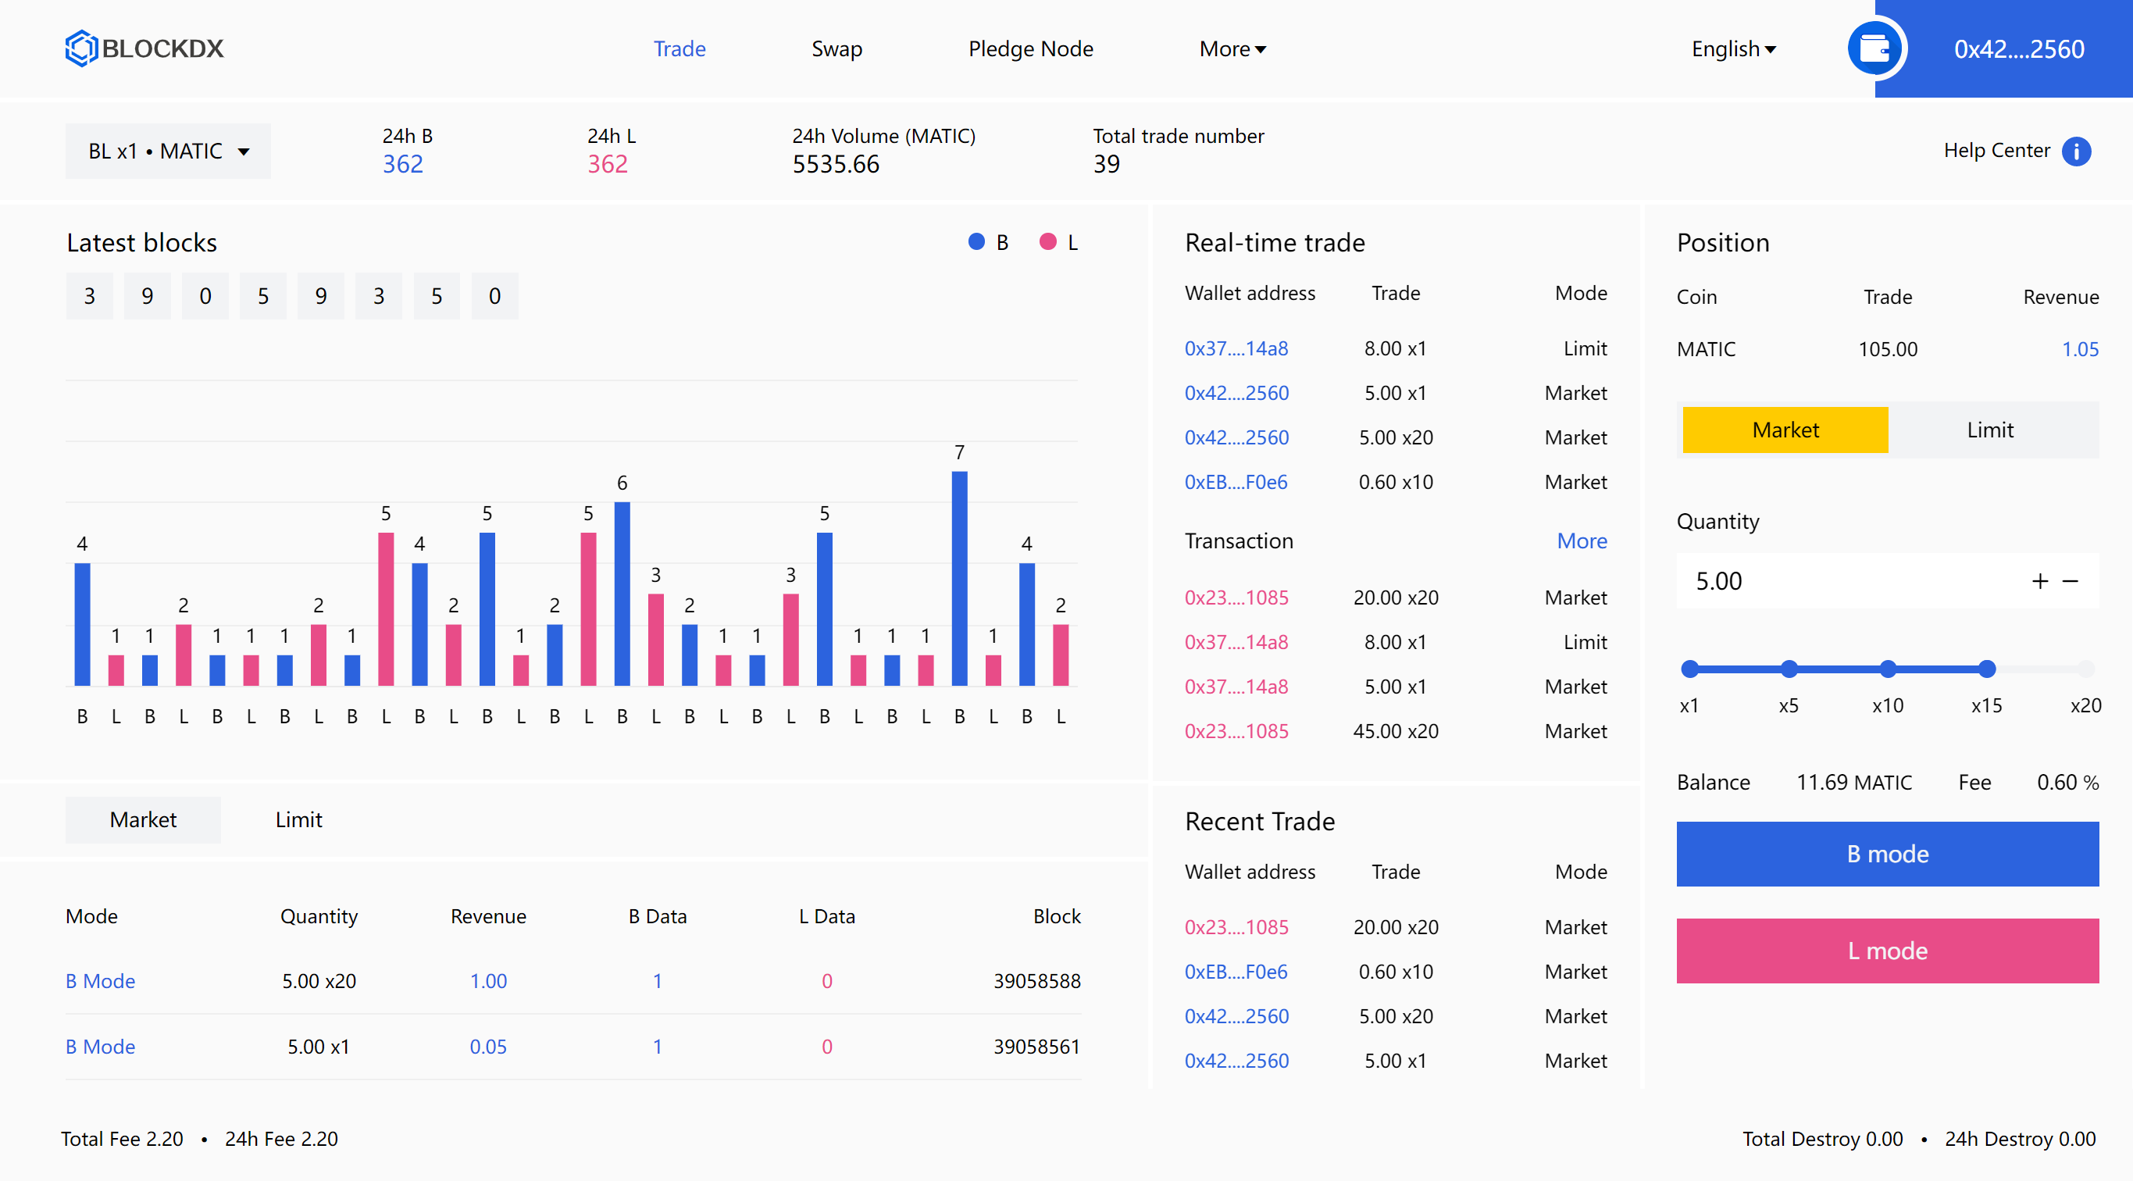 BLOCKDX
Trade Swap Pledge Node More English 0x42....2560
BL x1 • MATIC
24h B
362
24h L
362
24h Volume (MATIC)
5535.66
Total trade number
39
Help Center
Latest blocks
B L
3 9 0 5 9 3 5 0
4 1 1 2 1 1 1 2 1 5 4 2 5 1 2 5 6 3 2 1 1 3 5 1 1 1 7 1 4 2
B L B L B L B L B L B L B L B L B L B L B L B L B L B L B L
Market Limit
Mode Quantity Revenue B Data L Data Block
B Mode 5.00 x20 1.00 1 0 39058588
B Mode 5.00 x1 0.05 1 0 39058561
Real-time trade
Wallet address Trade Mode
0x37....14a8 8.00 x1 Limit
0x42....2560 5.00 x1 Market
0x42....2560 5.00 x20 Market
0xEB....F0e6 0.60 x10 Market
Transaction More
0x23....1085 20.00 x20 Market
0x37....14a8 8.00 x1 Limit
0x37....14a8 5.00 x1 Market
0x23....1085 45.00 x20 Market
Recent Trade
Wallet address Trade Mode
0x23....1085 20.00 x20 Market
0xEB....F0e6 0.60 x10 Market
0x42....2560 5.00 x20 Market
0x42....2560 5.00 x1 Market
Position
Coin Trade Revenue
MATIC 105.00 1.05
Market Limit
Quantity
5.00 + −
x1 x5 x10 x15 x20
Balance 11.69 MATIC Fee 0.60 %
B mode
L mode
Total Fee 2.20 • 24h Fee 2.20
Total Destroy 0.00 • 24h Destroy 0.00